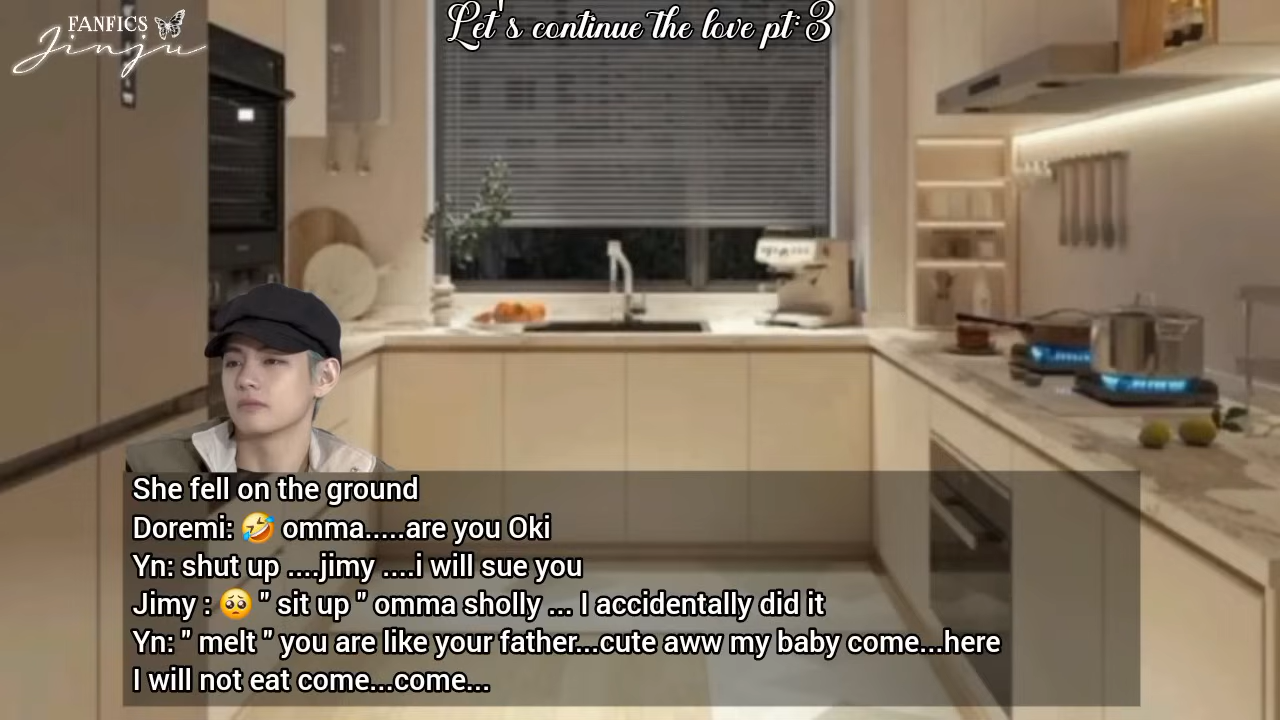 FANFICS
Jinju
Let's continue the love pt: 3
She fell on the ground
Doremi: 🤣 omma.....are you Oki
Yn: shut up ....jimy ....i will sue you
Jimy : 🥺 " sit up " omma sholly ... I accidentally did it
Yn: " melt " you are like your father...cute aww my baby come...here
I will not eat come...come...